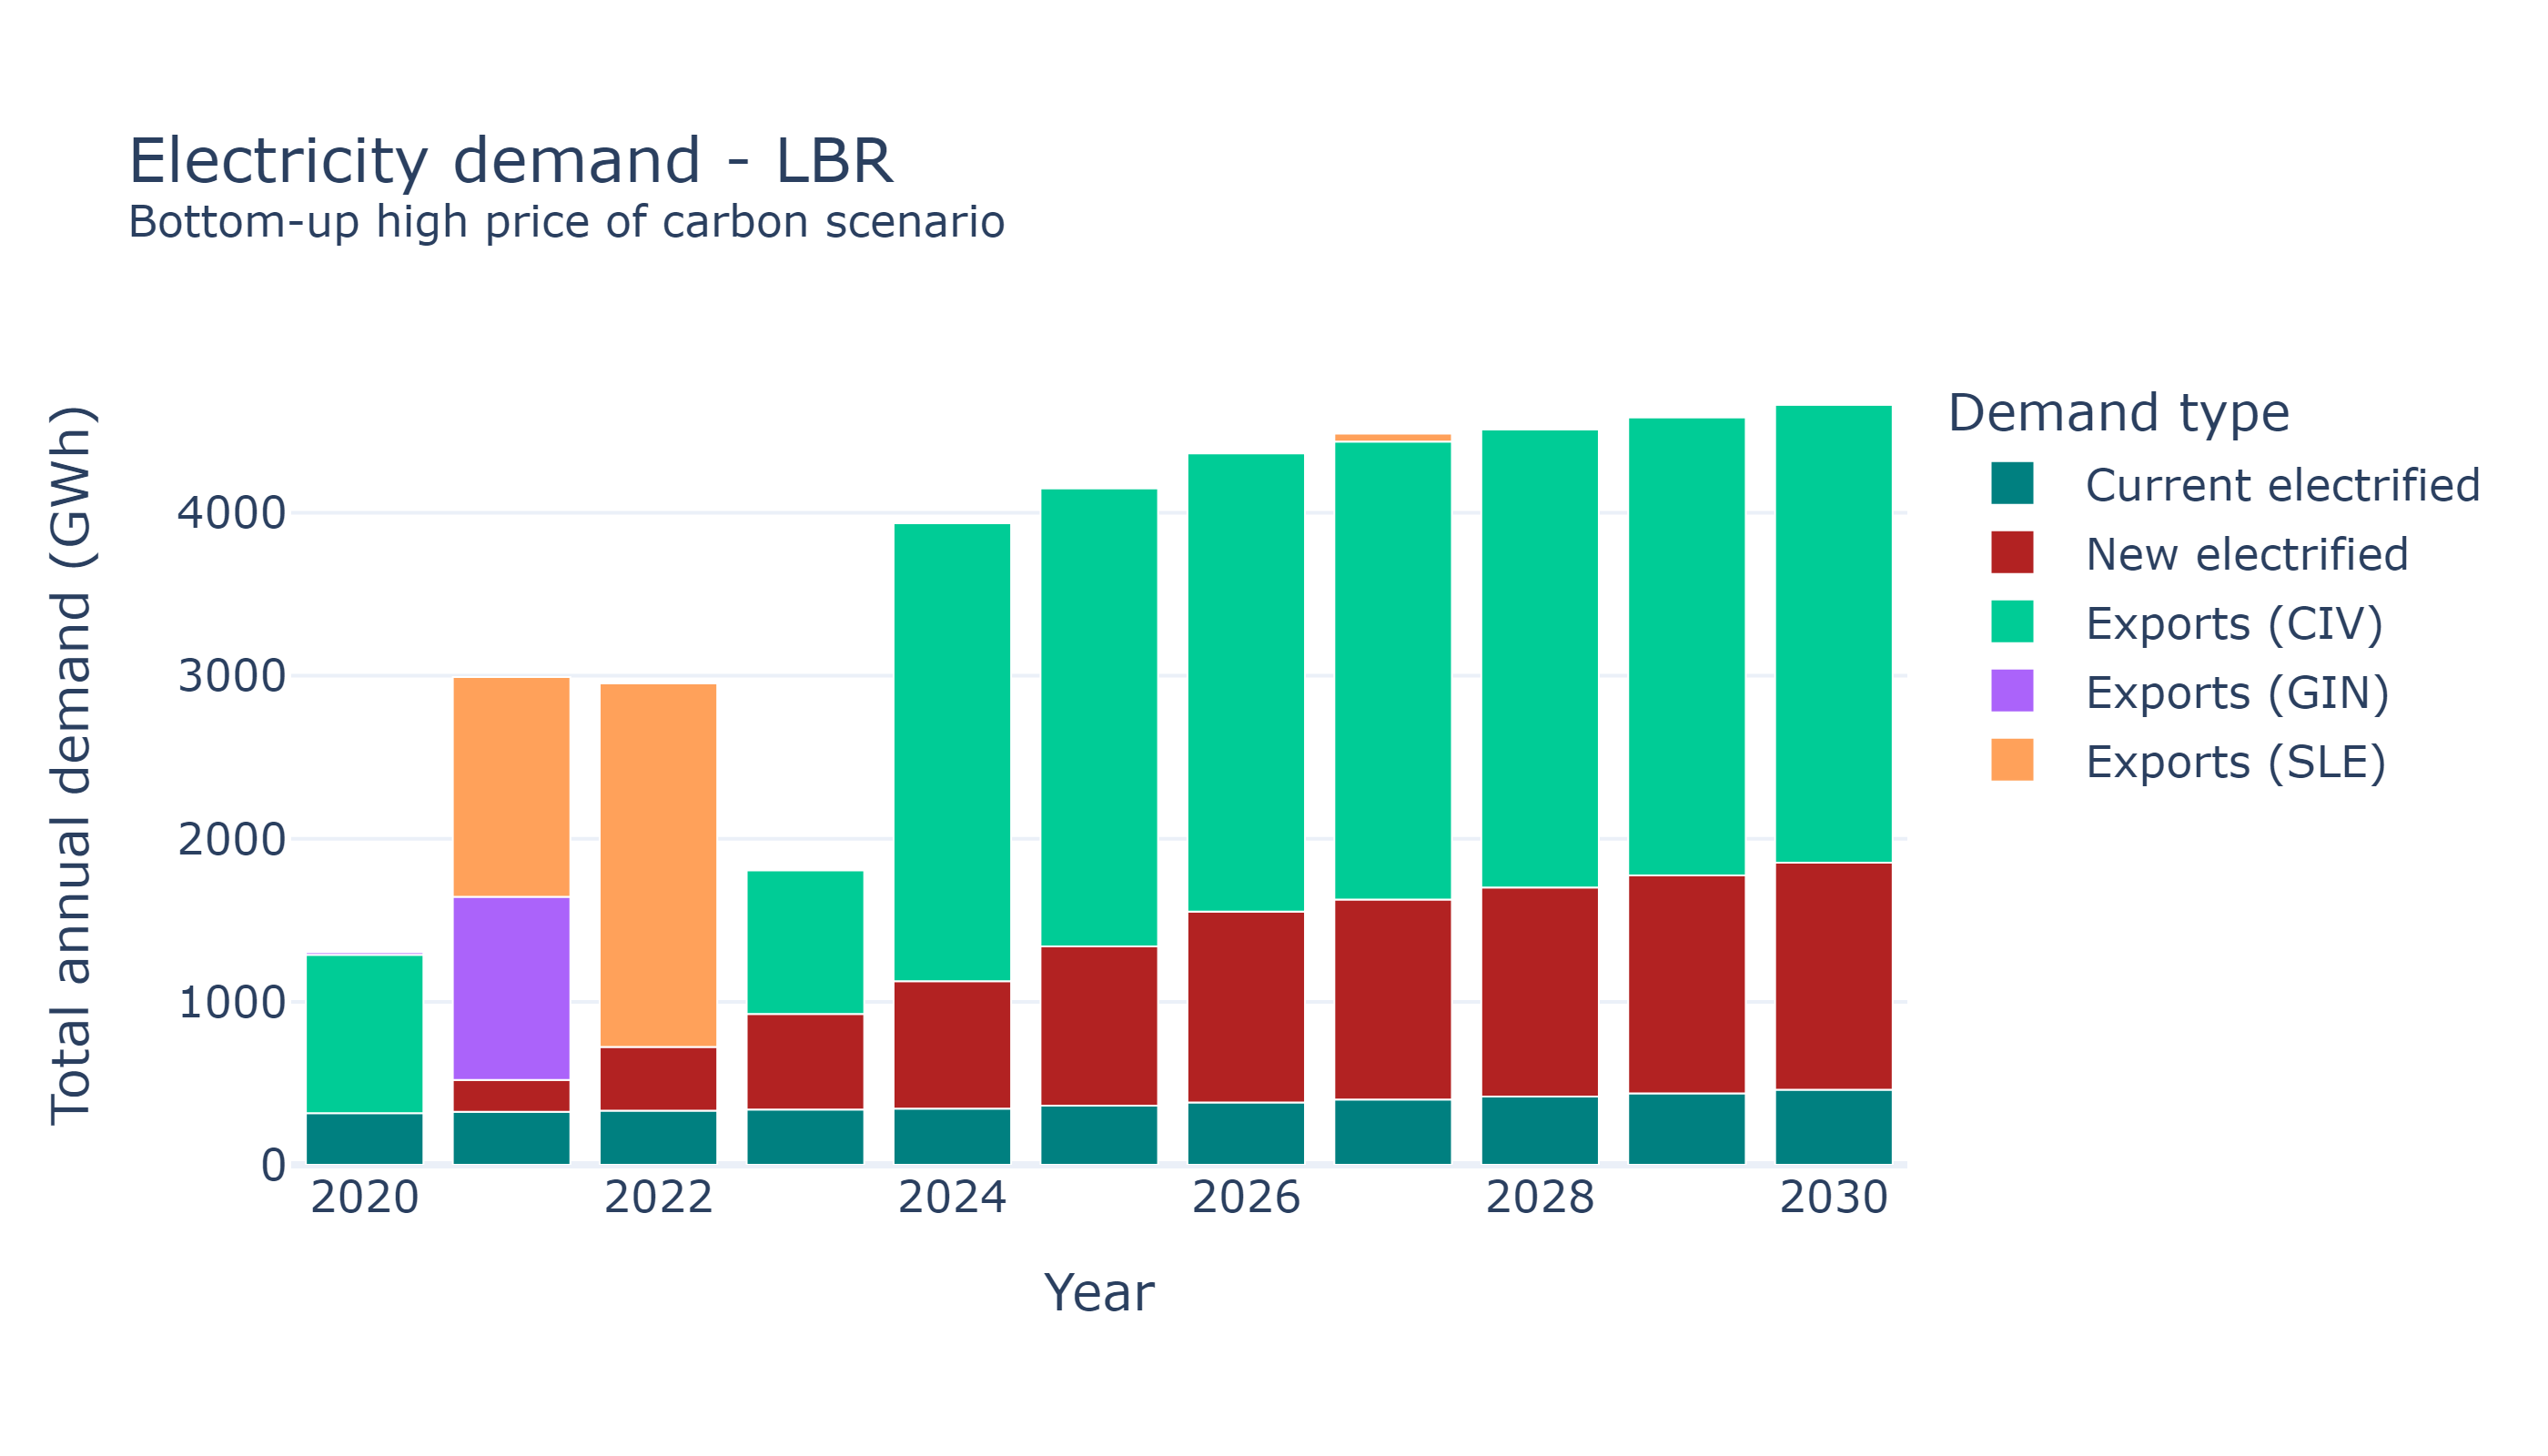 Electricity demand - LBR
Bottom-up high price of carbon scenario
Total annual demand (GWh)
4000
3000
2000
1000
0
2020
2022
2024
2026
2028
2030
Year
Demand type
Current electrified
New electrified
Exports (CIV)
Exports (GIN)
Exports (SLE)